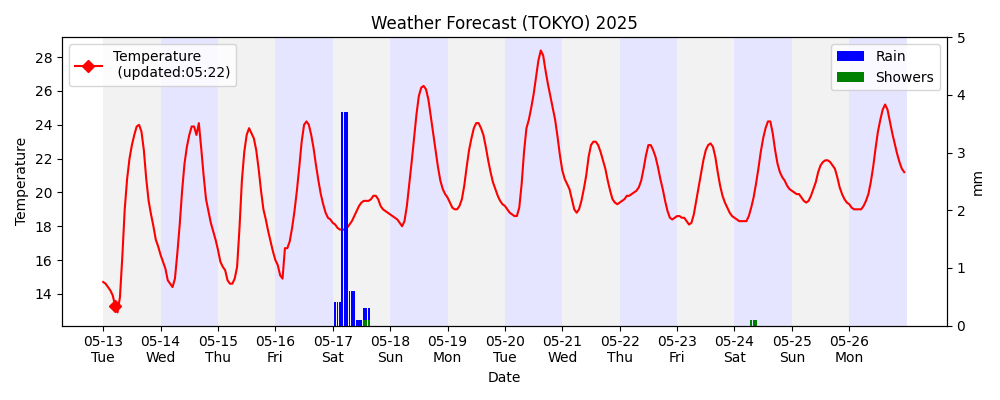 Weather Forecast (TOKYO) 2025
Temperature
(updated:05:22)
Rain
Showers
28
26
24
22
20
18
16
14
Temperature
5
4
3
2
1
0
mm
05-13 05-14 05-15 05-16 05-17 05-18 05-19 05-20 05-21 05-22 05-23 05-24 05-25 05-26
Tue Wed Thu Fri Sat Sun Mon Tue Wed Thu Fri Sat Sun Mon
Date